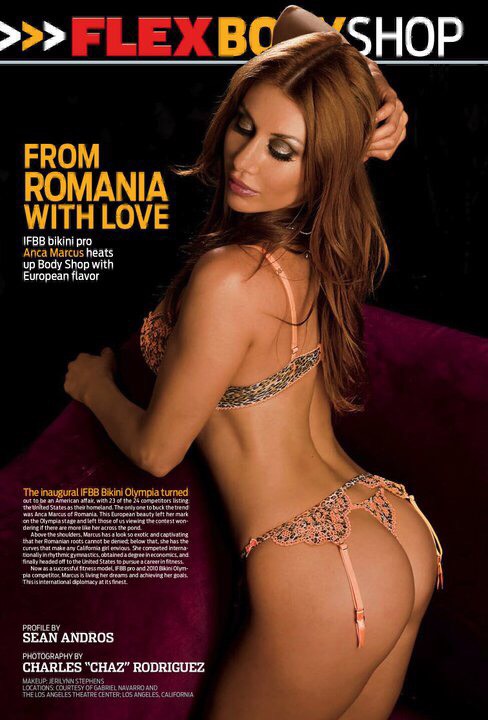 >>> FLEX BODYSHOP
FROM
ROMANIA
WITH LOVE
IFBB bikini pro
Anca Marcus heats
up Body Shop with
European flavor
The inaugural IFBB Bikini Olympia turned
out to be an American affair, with 23 of the 24 competitors listing
the United States as their homeland. The only one to buck the trend
was Anca Marcus of Romania. This European beauty left her mark
on the Olympia stage and left those of us viewing the contest won-
dering if there are more like her across the pond.
Above the shoulders, Marcus has a look so exotic and captivating
that her Romanian roots cannot be denied; below that, she has the
curves that make any California girl envious. She competed interna-
tionally in rhythmic gymnastics, obtained a degree in economics, and
finally headed off to the United States to pursue a career in fitness.
Now as a successful fitness model, IFBB pro and 2010 Bikini Olym-
pia competitor, Marcus is living her dreams and achieving her goals.
This is international diplomacy at its finest.
PROFILE BY
SEAN ANDROS
PHOTOGRAPHY BY
CHARLES "CHAZ" RODRIGUEZ
MAKEUP: JERILYNN STEPHENS
LOCATIONS: COURTESY OF GABRIEL NAVARRO AND
THE LOS ANGELES THEATRE CENTER; LOS ANGELES, CALIFORNIA